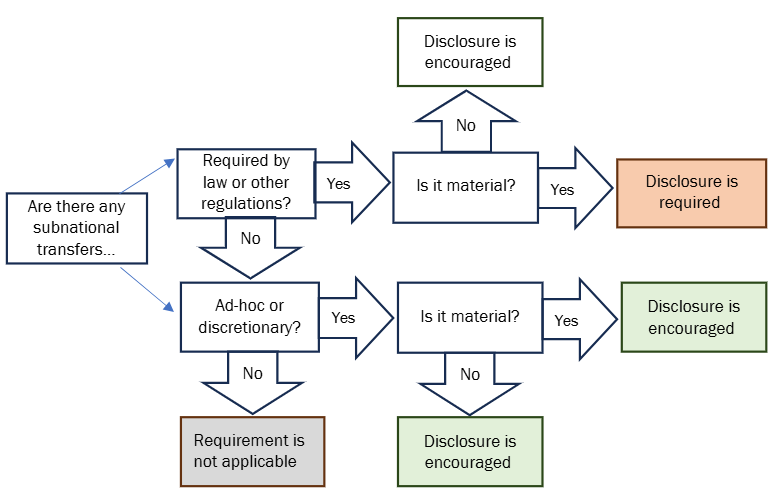 Disclosure is
encouraged
No
Required by
law or other
regulations?
Yes
Is it material?
Yes
Disclosure is
required
Are there any
subnational
transfers...
No
Ad-hoc or
discretionary?
Yes
Is it material?
Yes
Disclosure is
encouraged
No
No
Requirement is
not applicable
Disclosure is
encouraged